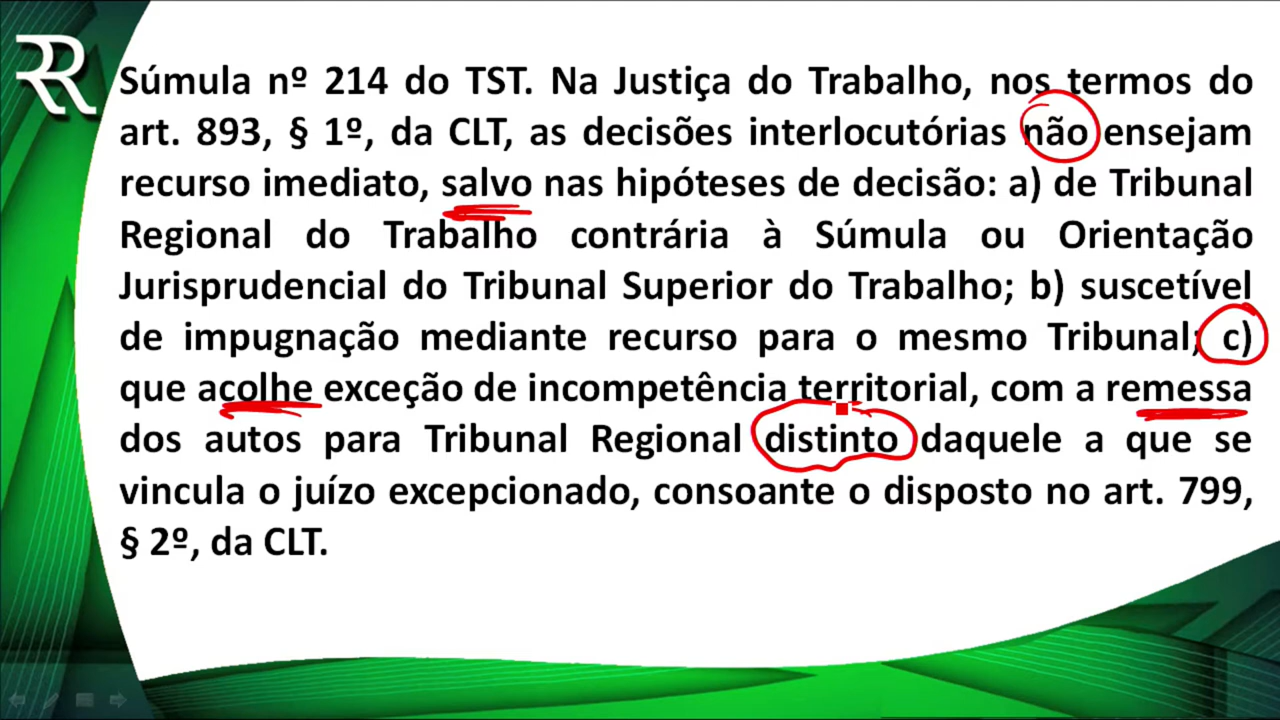 RR
Súmula nº 214 do TST. Na Justiça do Trabalho, nos termos do
art. 893, § 1º, da CLT, as decisões interlocutórias não ensejam
recurso imediato, salvo nas hipóteses de decisão: a) de Tribunal
Regional do Trabalho contrária à Súmula ou Orientação
Jurisprudencial do Tribunal Superior do Trabalho; b) suscetível
de impugnação mediante recurso para o mesmo Tribunal; c)
que acolhe exceção de incompetência territorial, com a remessa
dos autos para Tribunal Regional distinto daquele a que se
vincula o juízo excepcionado, consoante o disposto no art. 799,
§ 2º, da CLT.